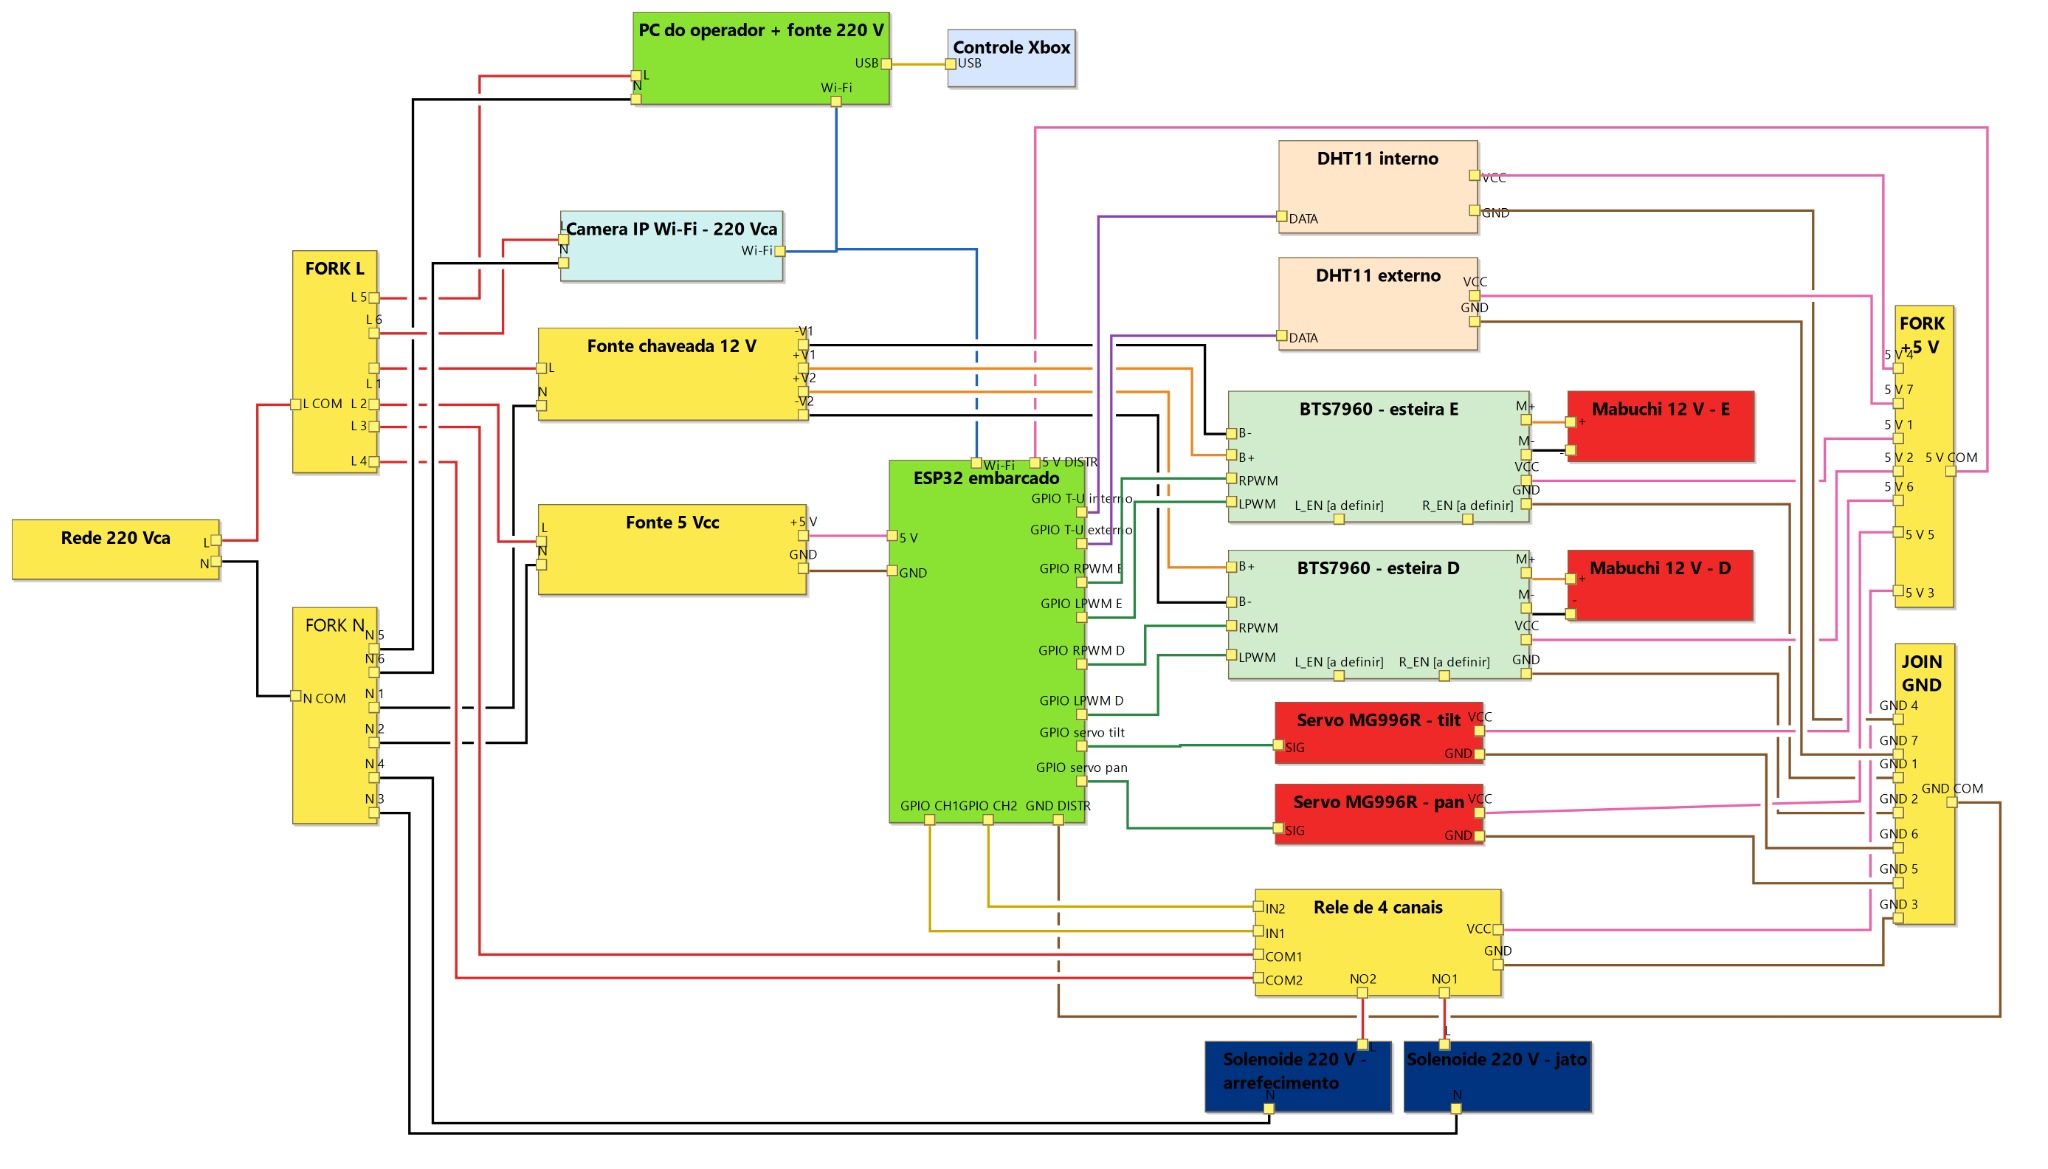 PC do operador + fonte 220 V
L
N
USB
Wi-Fi
Controle Xbox
USB
DHT11 interno
VCC
GND
DATA
Camera IP Wi-Fi - 220 Vca
L
N
Wi-Fi
FORK L
L 5
L 6
L 1
L COM
L 2
L 3
L 4
DHT11 externo
VCC
GND
DATA
Fonte chaveada 12 V
L
N
-V1
+V1
+V2
-V2
FORK
+5 V
5 V 4
5 V 7
5 V 1
5 V 2
5 V COM
5 V 6
5 V 5
5 V 3
BTS7960 - esteira E
B-
B+
RPWM
LPWM
L_EN [a definir]
R_EN [a definir]
M+
M-
VCC
GND
Mabuchi 12 V - E
+
-
Rede 220 Vca
L
N
Fonte 5 Vcc
L
N
+5 V
GND
ESP32 embarcado
Wi-Fi
5 V DISTR
GPIO T-U interno
GPIO T-U externo
5 V
GND
GPIO RPWM E
GPIO LPWM E
GPIO RPWM D
GPIO LPWM D
GPIO servo tilt
GPIO servo pan
GPIO CH1
GPIO CH2
GND DISTR
BTS7960 - esteira D
B+
B-
RPWM
LPWM
L_EN [a definir]
R_EN [a definir]
M+
M-
VCC
GND
Mabuchi 12 V - D
+
-
FORK N
N 5
N 6
N 1
N COM
N 2
N 4
N 3
JOIN
GND
GND 4
GND 7
GND 1
GND COM
GND 2
GND 6
GND 5
GND 3
Servo MG996R - tilt
VCC
SIG
GND
Servo MG996R - pan
VCC
SIG
GND
Rele de 4 canais
IN2
IN1
COM1
COM2
VCC
GND
NO2
NO1
Solenoide 220 V -
arrefecimento
L
N
Solenoide 220 V - jato
L
N